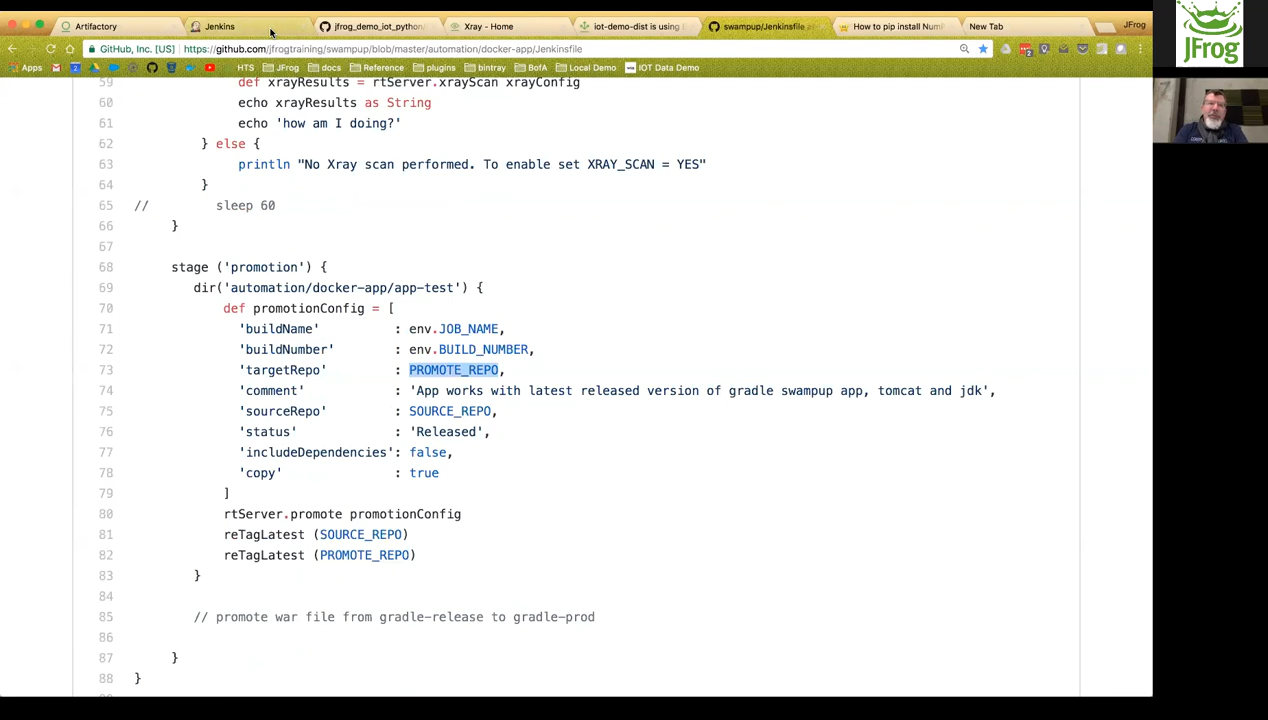 Artifactory
Jenkins
jfrog_demo_iot_python/
Xray - Home
iot-demo-dist is using
swampup/Jenkinsfile
How to pip install Num
New Tab
JFrog
GitHub, Inc. [US]
https://github.com/jfrogtraining/swampup/blob/master/automation/docker-app/Jenkinsfile
Apps
HTS
JFrog
docs
Reference
plugins
bintray
BofA
Local Demo
IOT Data Demo
59 def xrayResults = rtServer.xrayScan xrayConfig
60 echo xrayResults as String
61 echo 'how am I doing?'
62 } else {
63 println "No Xray scan performed. To enable set XRAY_SCAN = YES"
64 }
65 // sleep 60
66 }
67
68 stage ('promotion') {
69 dir('automation/docker-app/app-test') {
70 def promotionConfig = [
71 'buildName' : env.JOB_NAME,
72 'buildNumber' : env.BUILD_NUMBER,
73 'targetRepo' : PROMOTE_REPO,
74 'comment' : 'App works with latest released version of gradle swampup app, tomcat and jdk',
75 'sourceRepo' : SOURCE_REPO,
76 'status' : 'Released',
77 'includeDependencies': false,
78 'copy' : true
79 ]
80 rtServer.promote promotionConfig
81 reTagLatest (SOURCE_REPO)
82 reTagLatest (PROMOTE_REPO)
83 }
84
85 // promote war file from gradle-release to gradle-prod
86
87 }
88 }
JFrog